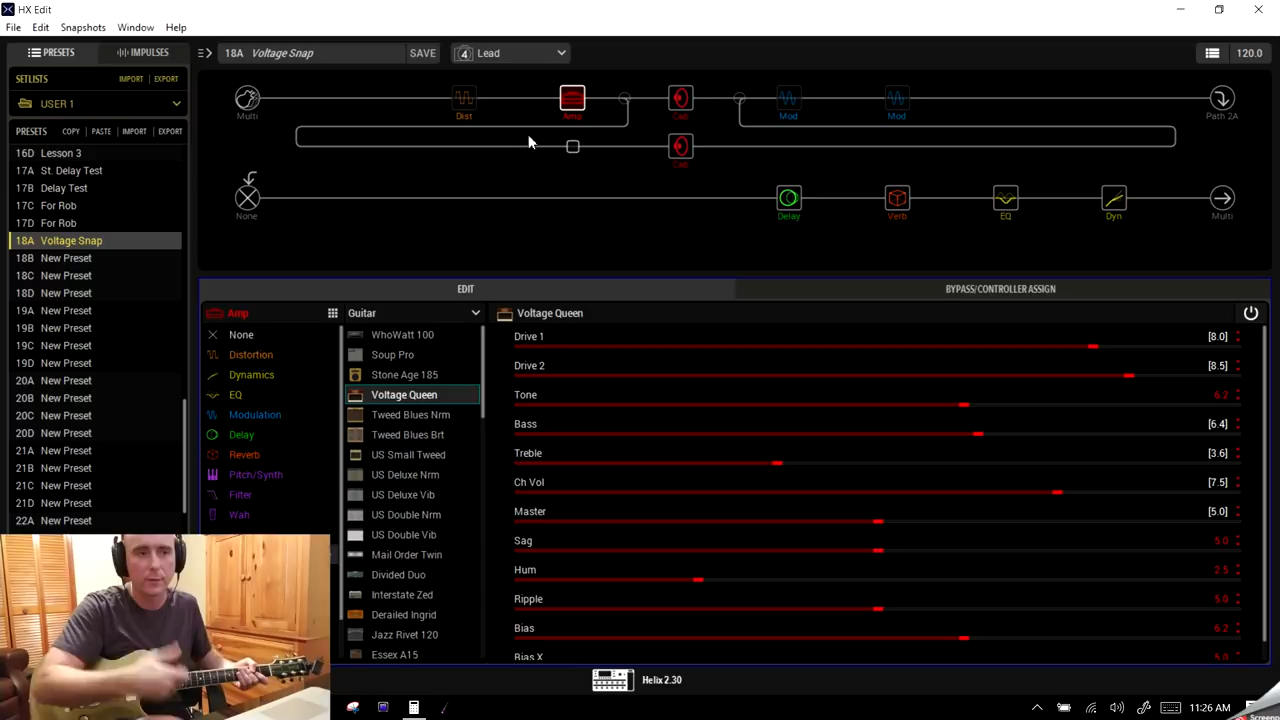 HX Edit
File Edit Snapshots Window Help
PRESETS IMPULSES
18A Voltage Snap SAVE 4 Lead 120.0
SETLISTS IMPORT EXPORT
USER 1
PRESETS COPY PASTE IMPORT EXPORT
16D Lesson 3
17A St. Delay Test
17B Delay Test
17C For Rob
17D For Rob
18A Voltage Snap
18B New Preset
18C New Preset
18D New Preset
19A New Preset
19B New Preset
19C New Preset
19D New Preset
20A New Preset
20B New Preset
20C New Preset
20D New Preset
21A New Preset
21B New Preset
21C New Preset
21D New Preset
22A New Preset
Multi Dist Amp Cab Mod Mod Path 2A
Cab
None Delay Verb EQ Dyn Multi
EDIT BYPASS/CONTROLLER ASSIGN
Amp
None
Distortion
Dynamics
EQ
Modulation
Delay
Reverb
Pitch/Synth
Filter
Wah
Guitar
WhoWatt 100
Soup Pro
Stone Age 185
Voltage Queen
Tweed Blues Nrm
Tweed Blues Brt
US Small Tweed
US Deluxe Nrm
US Deluxe Vib
US Double Nrm
US Double Vib
Mail Order Twin
Divided Duo
Interstate Zed
Derailed Ingrid
Jazz Rivet 120
Essex A15
Voltage Queen
Drive 1 [8.0]
Drive 2 [8.5]
Tone 6.2
Bass [6.4]
Treble [3.6]
Ch Vol [7.5]
Master [5.0]
Sag 5.0
Hum 2.5
Ripple 5.0
Bias 6.2
Bias X 5.0
Helix 2.30
11:26 AM